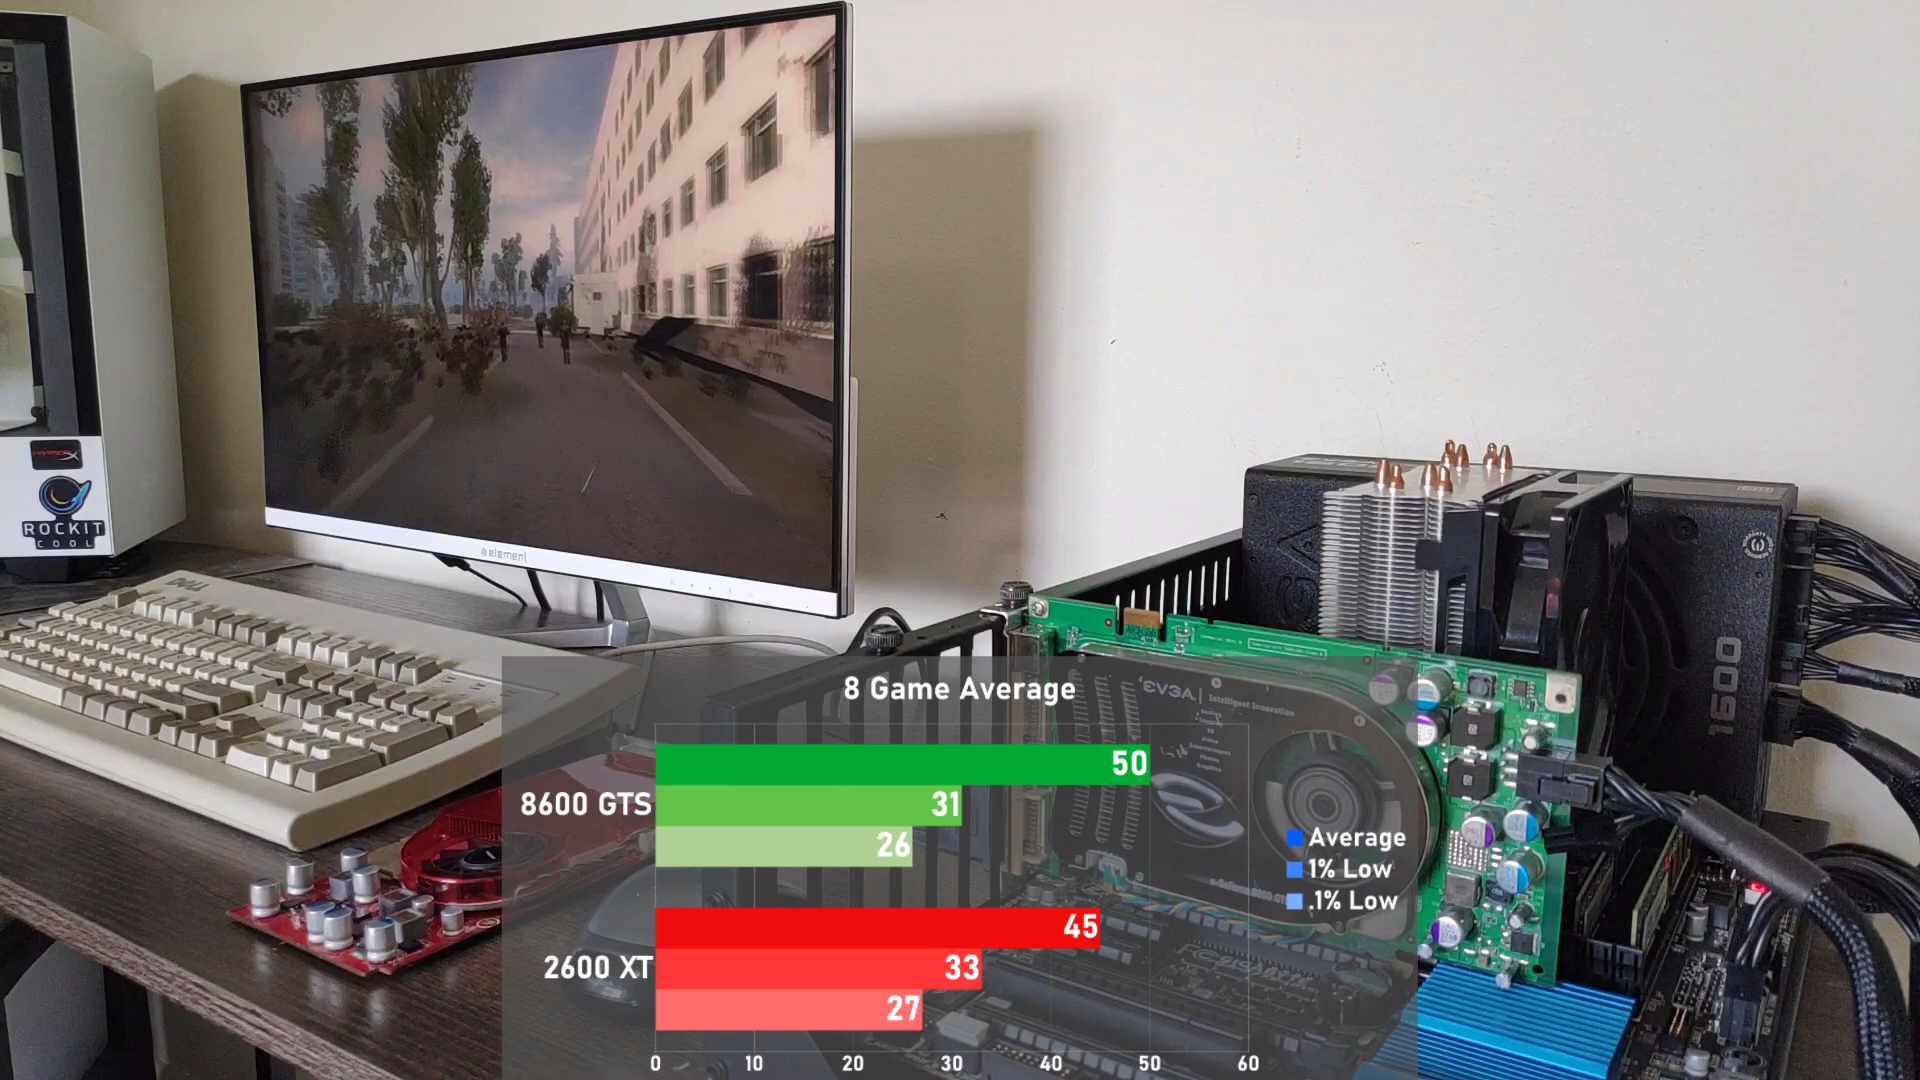 HYPERX
ROCKIT
COOL
element
DELL
1600
EVGA
Intelligent Innovation
8 Game Average
50
8600 GTS
31
26
45
2600 XT
33
27
Average
1% Low
.1% Low
0 10 20 30 40 50 60